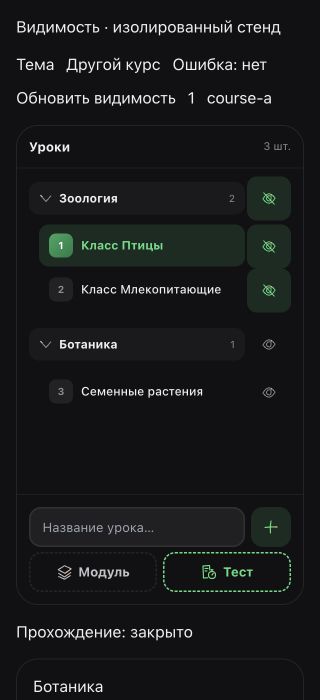 Видимость · изолированный стенд
Тема Другой курс Ошибка: нет
Обновить видимость 1 course-a
Уроки 3 шт.
Зоология 2
1 Класс Птицы
2 Класс Млекопитающие
Ботаника 1
3 Семенные растения
Название урока...
Модуль Тест
Прохождение: закрыто
Ботаника